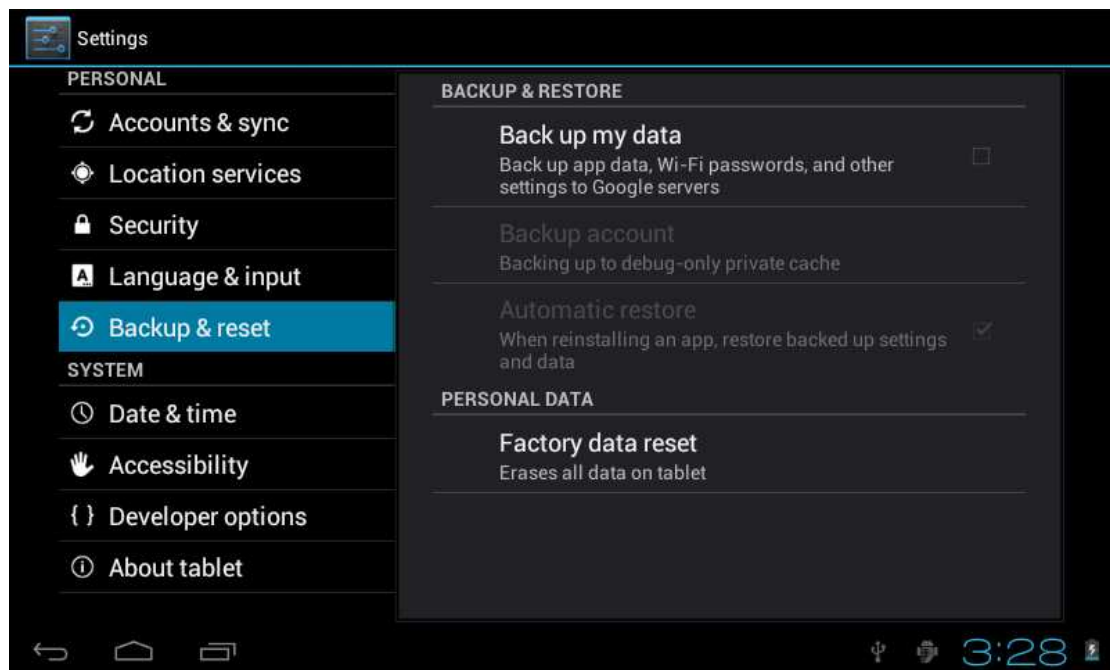 Settings
PERSONAL
Accounts & sync
Location services
Security
Language & input
Backup & reset
SYSTEM
Date & time
Accessibility
{ } Developer options
About tablet
BACKUP & RESTORE
Back up my data
Back up app data, Wi-Fi passwords, and other
settings to Google servers
Backup account
Backing up to debug-only private cache
Automatic restore
When reinstalling an app, restore backed up settings
and data
PERSONAL DATA
Factory data reset
Erases all data on tablet
3:28